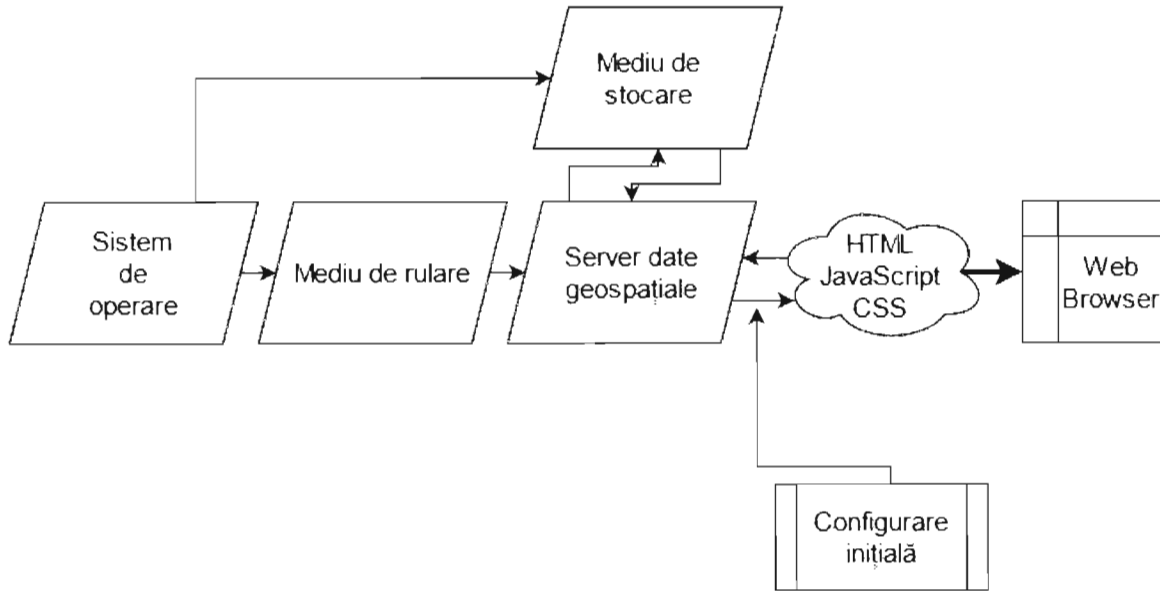 Mediu de
stocare
Sistem
de
operare
Mediu de rulare
Server date
geospațiale
HTML
JavaScript
CSS
Web
Browser
Configurare
inițială